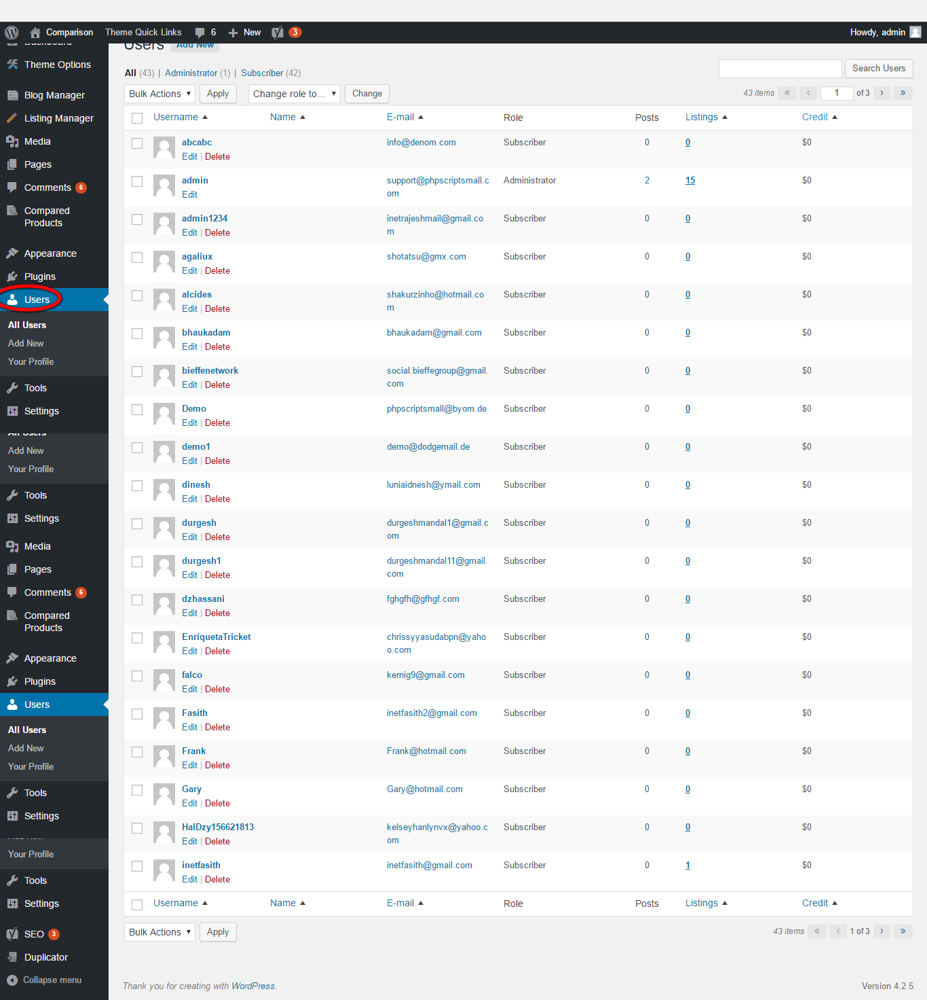 Comparison Theme Quick Links 6 New 3 Howdy, admin
Dashboard
Theme Options
Blog Manager
Listing Manager
Media
Pages
Comments 6
Compared
Products
Appearance
Plugins
Users
All Users
Add New
Your Profile
Tools
Settings
All Users
Add New
Your Profile
Tools
Settings
Media
Pages
Comments 6
Compared
Products
Appearance
Plugins
Users
All Users
Add New
Your Profile
Tools
Settings
Add New
Your Profile
Tools
Settings
SEO 3
Duplicator
Collapse menu
Users Add New
All (43) | Administrator (1) | Subscriber (42)
Search Users
Bulk Actions Apply Change role to... Change 43 items « ‹ 1 of 3 › »
Username Name E-mail Role Posts Listings Credit
abcabc info@denom.com Subscriber 0 0 $0
Edit | Delete
admin support@phpscriptsmall.c Administrator 2 15 $0
Edit om
admin1234 inetrajeshmail@gmail.co Subscriber 0 0 $0
Edit | Delete m
agaliux shotatsu@gmx.com Subscriber 0 0 $0
Edit | Delete
alcides shakurzinho@hotmail.co Subscriber 0 0 $0
Edit | Delete m
bhaukadam bhaukadam@gmail.com Subscriber 0 0 $0
Edit | Delete
bieffenetwork social.bieffegroup@gmail. Subscriber 0 0 $0
Edit | Delete com
Demo phpscriptsmall@byom.de Subscriber 0 0 $0
Edit | Delete
demo1 demo@dodgemail.de Subscriber 0 0 $0
Edit | Delete
dinesh luniaidnesh@ymail.com Subscriber 0 0 $0
Edit | Delete
durgesh durgeshmandal1@gmail.c Subscriber 0 0 $0
Edit | Delete om
durgesh1 durgeshmandal11@gmail. Subscriber 0 0 $0
Edit | Delete com
dzhassani fghgfh@gfhgf.com Subscriber 0 0 $0
Edit | Delete
EnriquetaTricket chrissyyasudabpn@yaho Subscriber 0 0 $0
Edit | Delete o.com
falco kernig9@gmail.com Subscriber 0 0 $0
Edit | Delete
Fasith inetfasith2@gmail.com Subscriber 0 0 $0
Edit | Delete
Frank Frank@hotmail.com Subscriber 0 0 $0
Edit | Delete
Gary Gary@hotmail.com Subscriber 0 0 $0
Edit | Delete
HalDzy156621813 kelseyhanlynvx@yahoo.c Subscriber 0 0 $0
Edit | Delete om
inetfasith inetfasith@gmail.com Subscriber 0 1 $0
Edit | Delete
Username Name E-mail Role Posts Listings Credit
Bulk Actions Apply 43 items « ‹ 1 of 3 › »
Thank you for creating with WordPress. Version 4.2.5